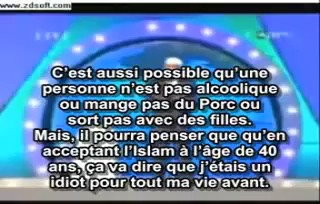 www.zdsoft.com
C'est aussi possible qu'une
personne n'est pas alcoolique
ou mange pas du Porc ou
sort pas avec des filles.
Mais, il pourra penser que qu'en
acceptant l'Islam à l'âge de 40
ans, ça va dire que j'étais un
idiot pour tout ma vie avant.